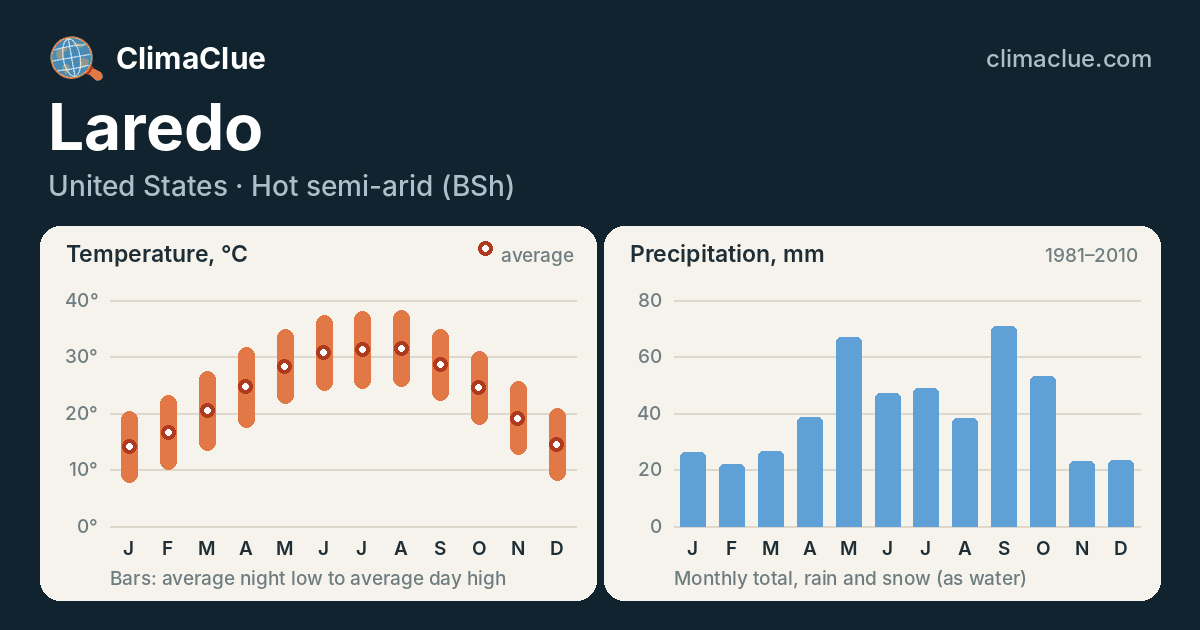 ClimaClue
climaclue.com
Laredo
United States · Hot semi-arid (BSh)
Temperature, °C
average
40°
30°
20°
10°
0°
J F M A M J J A S O N D
Bars: average night low to average day high
Precipitation, mm
1981–2010
80
60
40
20
0
J F M A M J J A S O N D
Monthly total, rain and snow (as water)